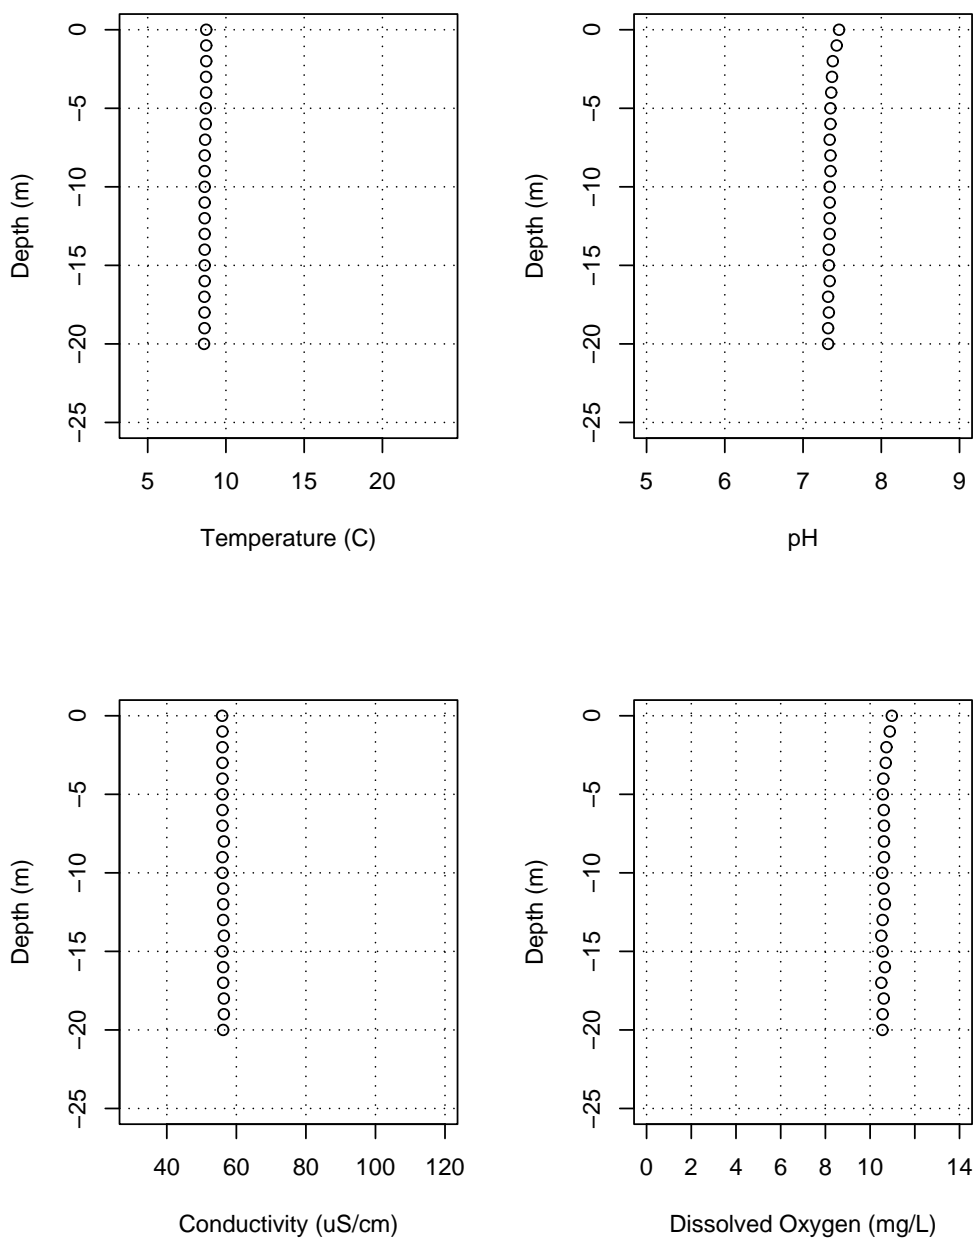 0
−5
−10
−15
−20
−25
Depth (m)
5 10 15 20
Temperature (C)
0
−5
−10
−15
−20
−25
Depth (m)
5 6 7 8 9
pH
0
−5
−10
−15
−20
−25
Depth (m)
40 60 80 100 120
Conductivity (uS/cm)
0
−5
−10
−15
−20
−25
Depth (m)
0 2 4 6 8 10 14
Dissolved Oxygen (mg/L)